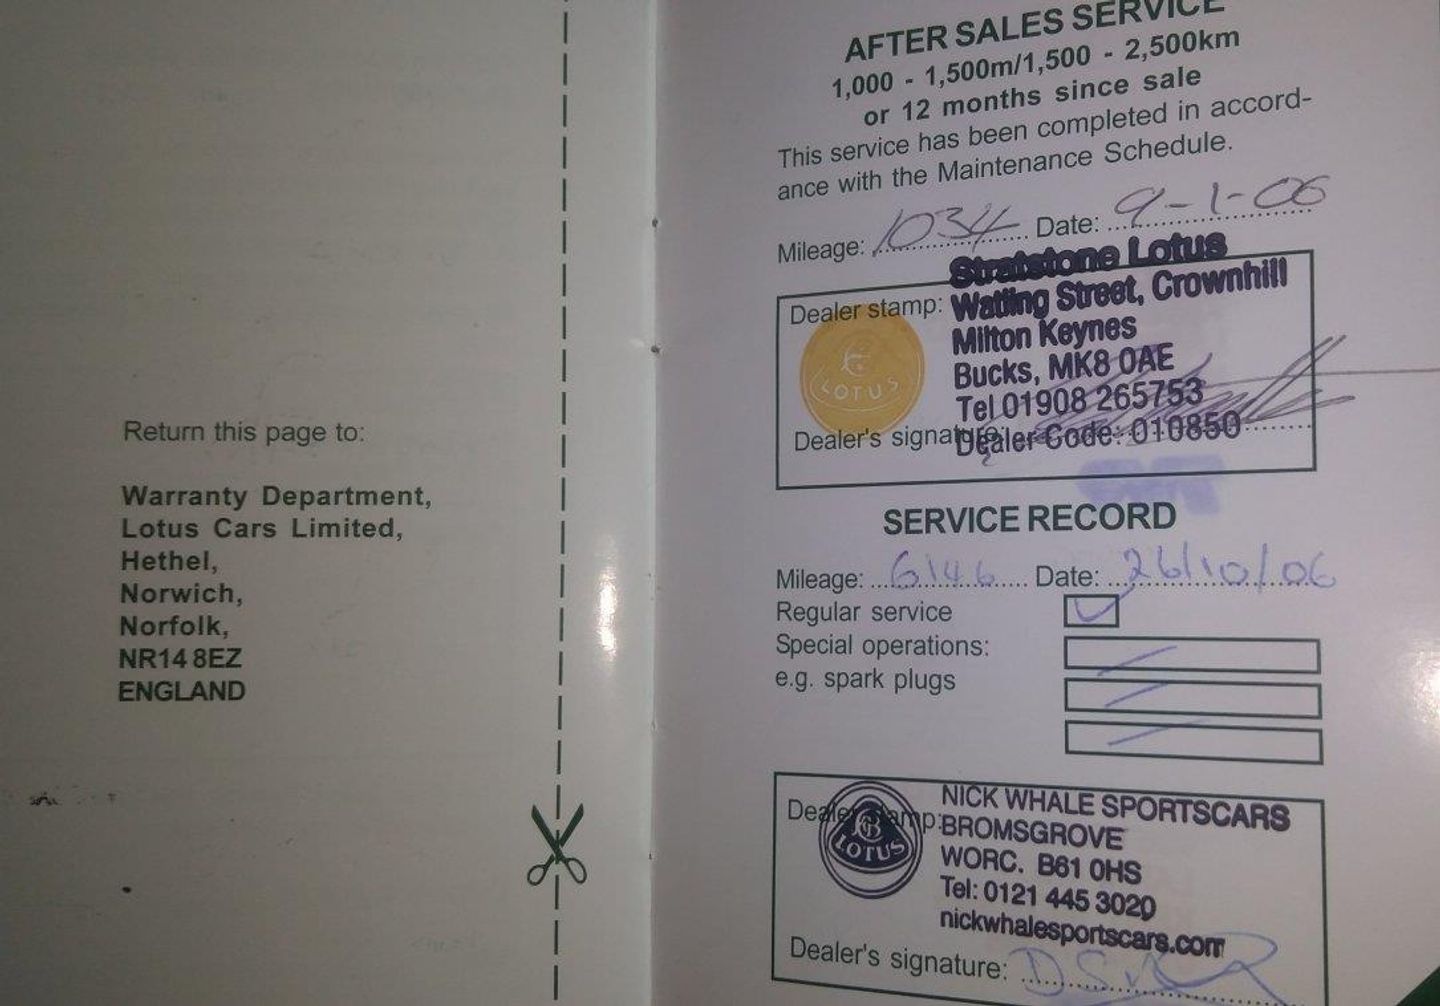 Return this page to:
Warranty Department,
Lotus Cars Limited,
Hethel,
Norwich,
Norfolk,
NR14 8EZ
ENGLAND
AFTER SALES SERVICE
1,000 - 1,500m/1,500 - 2,500km
or 12 months since sale
This service has been completed in accord-
ance with the Maintenance Schedule.
Mileage: 1034 Date: 9-1-06
Stratstone Lotus
Dealer stamp: Watling Street, Crownhill
Milton Keynes
Bucks, MK8 0AE
LOTUS
Tel 01908 265753
Dealer's signature: Dealer Code: 010850
SERVICE RECORD
Mileage: 6146 Date: 26/10/06
Regular service
Special operations:
e.g. spark plugs
NICK WHALE SPORTSCARS
Dealer stamp: BROMSGROVE
LOTUS
WORC. B61 0HS
Tel: 0121 445 3020
nickwhalesportscars.com
Dealer's signature: